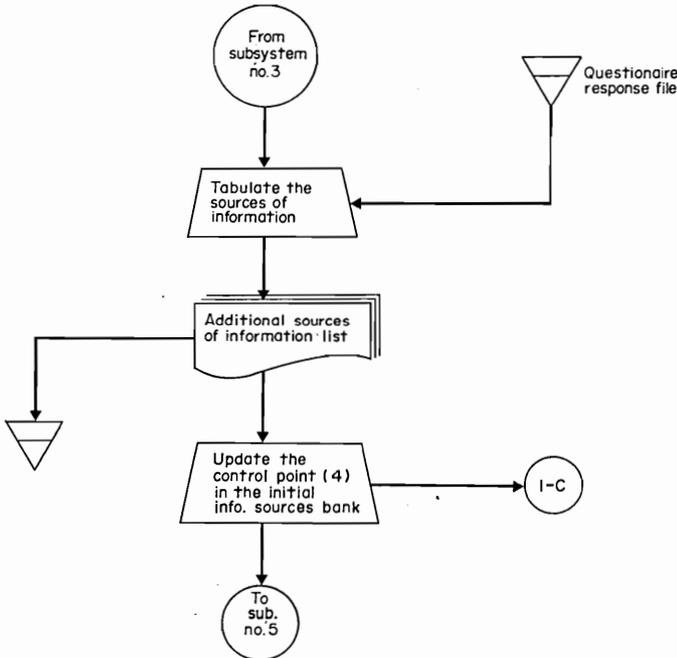 From
subsystem
no.3
Questionaire
response file
Tabulate the
sources of
information
Additional sources
of information list
Update the
control point (4)
in the initial
info. sources bank
I-C
To
sub.
no.5